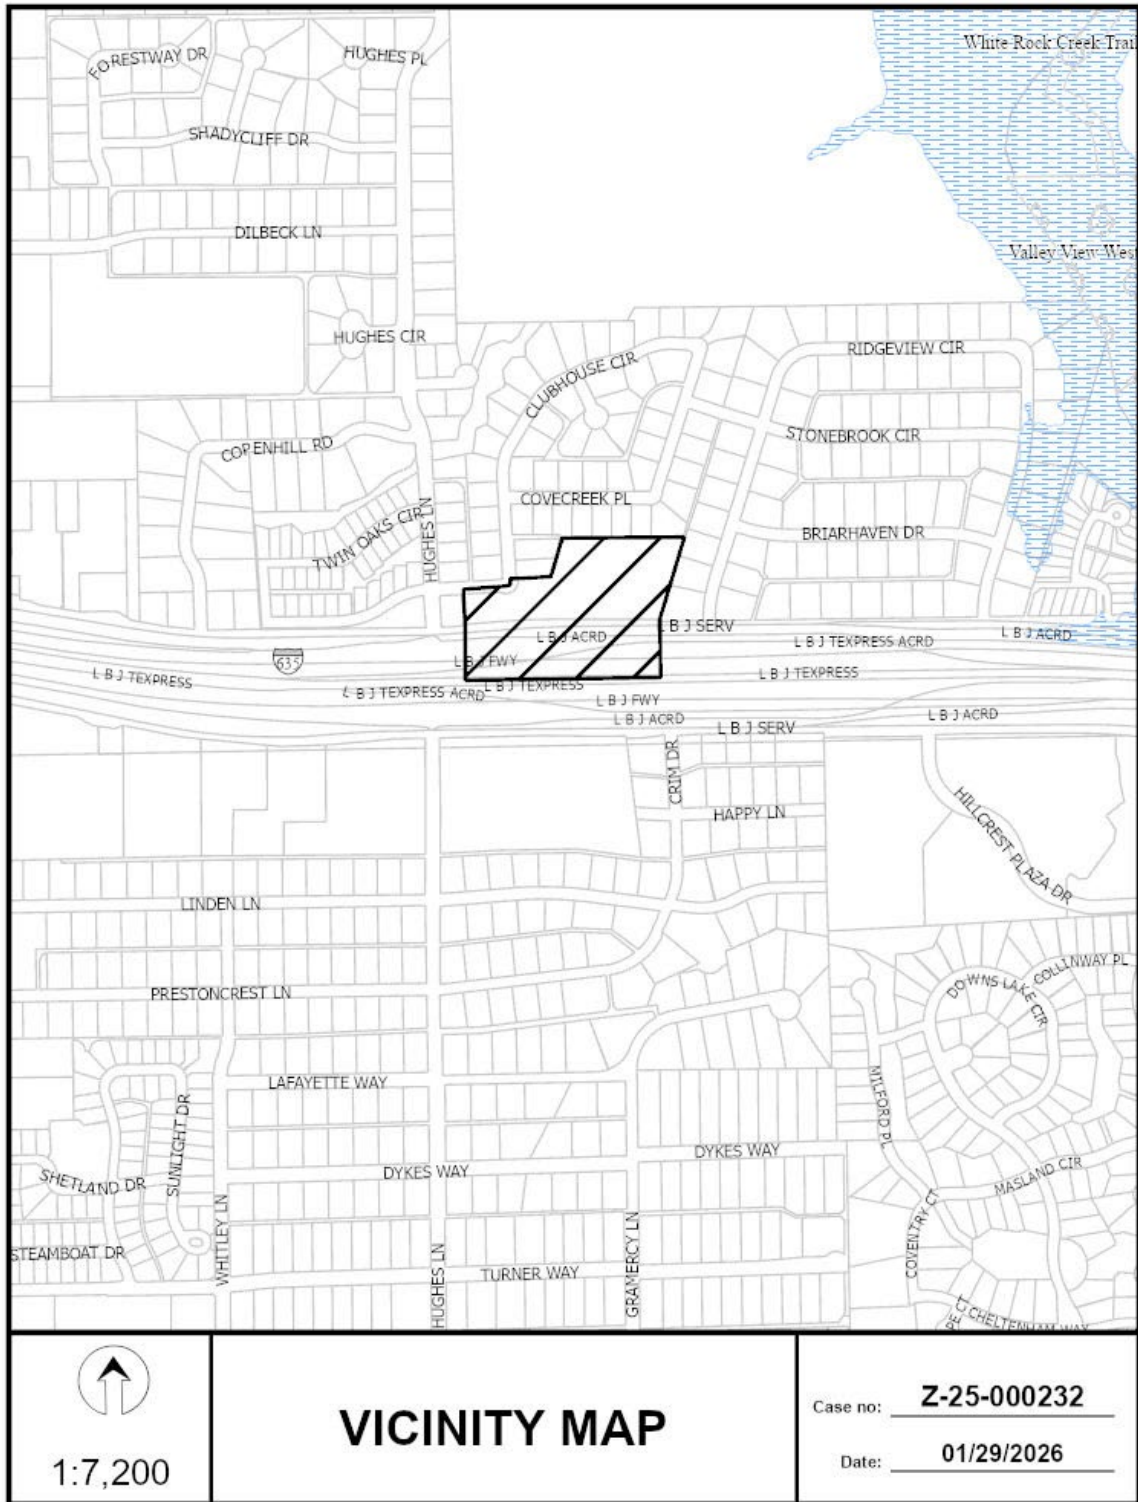 White Rock Creek Trail
FORESTWAY DR
HUGHES PL
SHADYCLIFF DR
DILBECK LN
Valley View West
HUGHES CIR
RIDGEVIEW CIR
CLUBHOUSE CIR
STONEBROOK CIR
COPENHILL RD
COVECREEK PL
TWIN OAKS CIR
HUGHES LN
BRIARHAVEN DR
L B J SERV
L B J ACRD
L B J TEXPRESS ACRD
L B J ACRD
635
L B J FWY
L B J TEXPRESS
L B J TEXPRESS
L B J TEXPRESS ACRD
L B J TEXPRESS
L B J FWY
L B J ACRD
L B J SERV
L B J ACRD
CRIM DR
HAPPY LN
HILLCREST PLAZA DR
LINDEN LN
PRESTONCREST LN
COLLINWAY PL
DOWNS LAKE CIR
LAFAYETTE WAY
MILFORD PL
SUNLIGHT DR
DYKES WAY
DYKES WAY
SHETLAND DR
MASLAND CIR
WHITLEY LN
COVENTRY CT
STEAMBOAT DR
HUGHES LN
TURNER WAY
GRAMERCY LN
PE CT
CHELTENHAM WAY
1:7,200
VICINITY MAP
Case no: Z-25-000232
Date: 01/29/2026